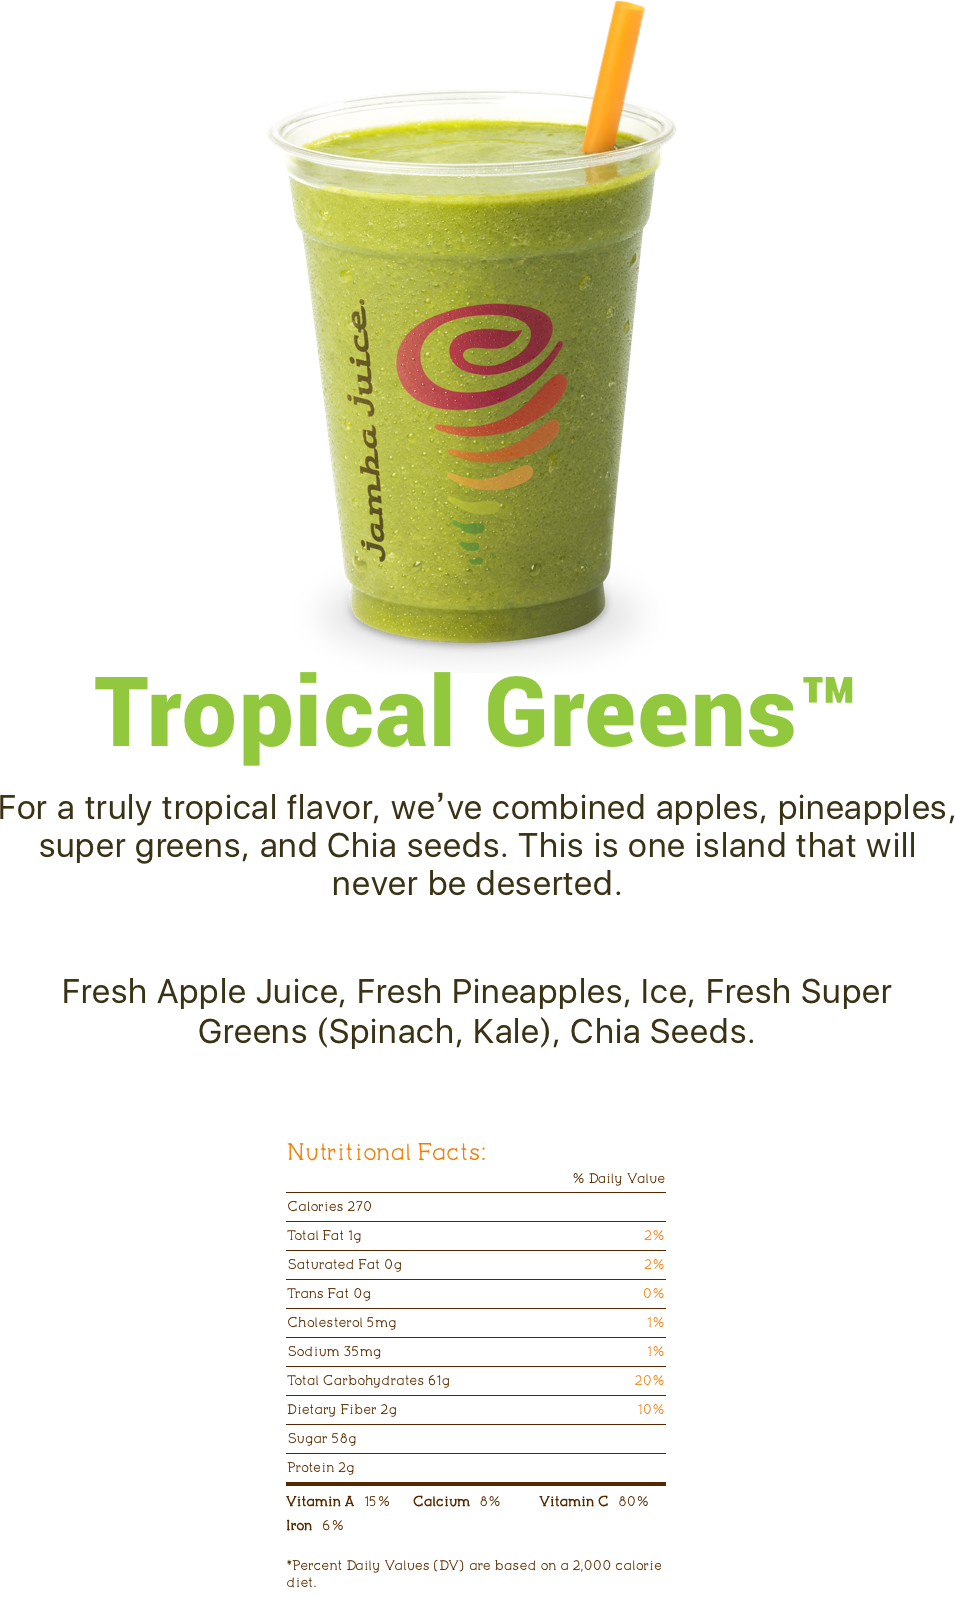 jamba juice.
Tropical Greens™
For a truly tropical flavor, we’ve combined apples, pineapples,
super greens, and Chia seeds. This is one island that will
never be deserted.
Fresh Apple Juice, Fresh Pineapples, Ice, Fresh Super
Greens (Spinach, Kale), Chia Seeds.
Nutritional Facts:
% Daily Value
Calories 270
Total Fat 1g 2%
Saturated Fat 0g 2%
Trans Fat 0g 0%
Cholesterol 5mg 1%
Sodium 35mg 1%
Total Carbohydrates 61g 20%
Dietary Fiber 2g 10%
Sugar 58g
Protein 2g
Vitamin A 15% Calcium 8% Vitamin C 80%
Iron 6%
*Percent Daily Values (DV) are based on a 2,000 calorie
diet.